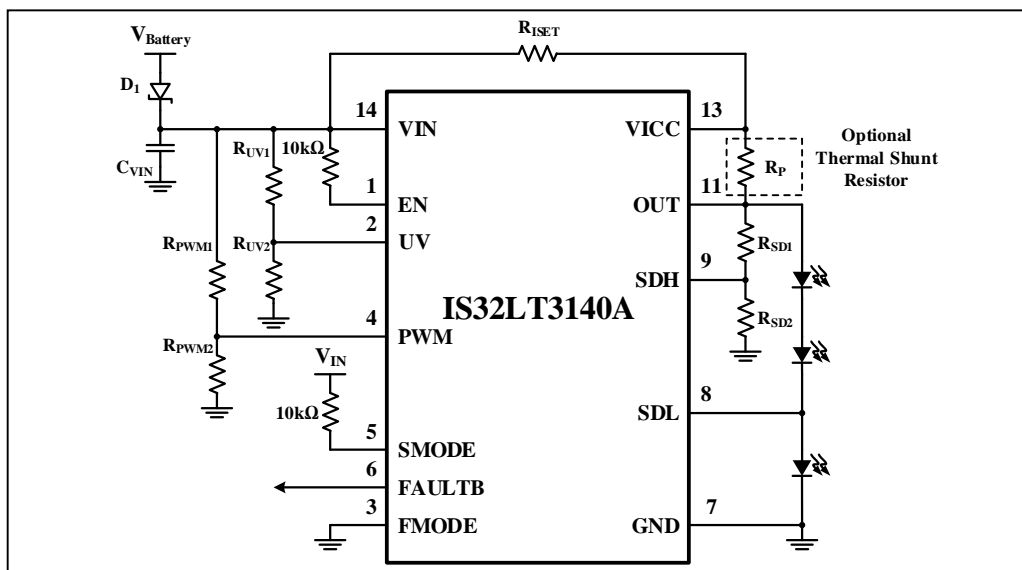 R_ISET
V_Battery
D_1
14
13
VIN
VICC
Optional
Thermal Shunt
Resistor
C_VIN
R_UV1
10kΩ
R_P
1
11
EN
OUT
2
R_PWM1
R_UV2
UV
R_SD1
9
SDH
IS32LT3140A
4
R_SD2
R_PWM2
PWM
V_IN
8
10kΩ
SDL
5
SMODE
6
FAULTB
3
7
FMODE
GND